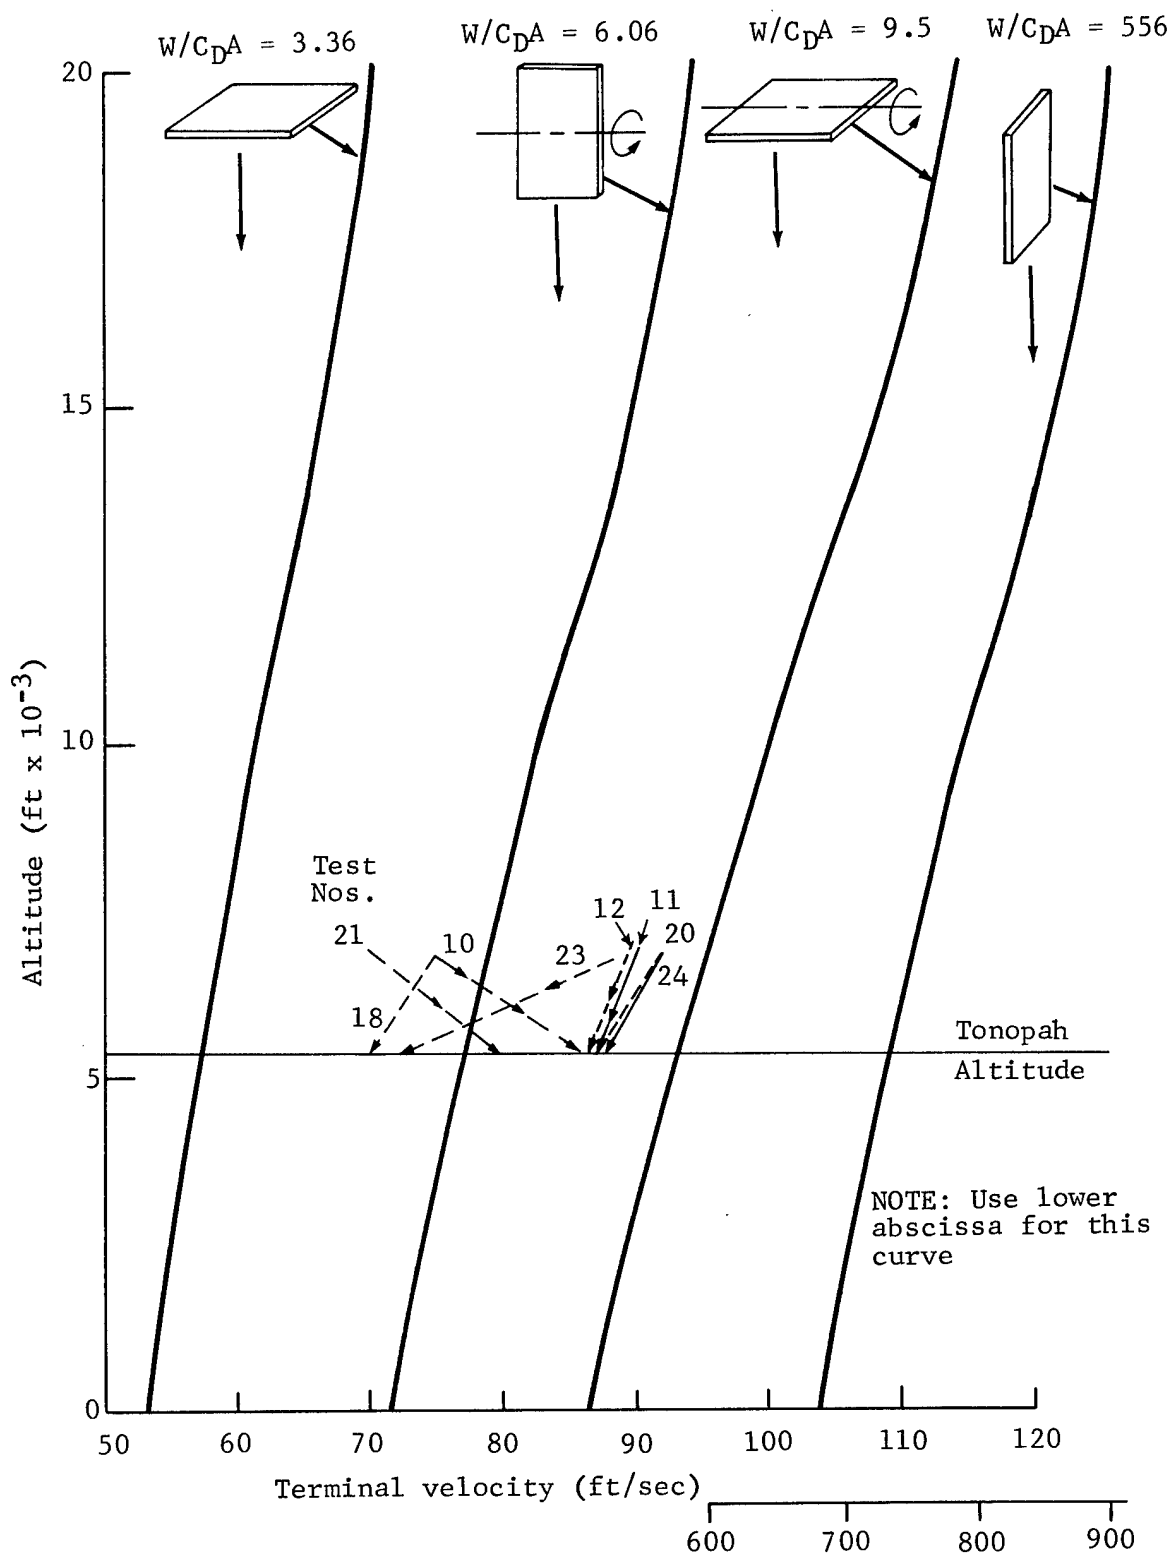 W/CDA = 3.36
W/CDA = 6.06
W/CDA = 9.5
W/CDA = 556
20
15
10
5
0
Altitude (ft x 10-3)
Test
Nos.
21
10
18
23
12
11
20
24
Tonopah
Altitude
NOTE: Use lower
abscissa for this
curve
50 60 70 80 90 100 110 120
Terminal velocity (ft/sec)
600 700 800 900